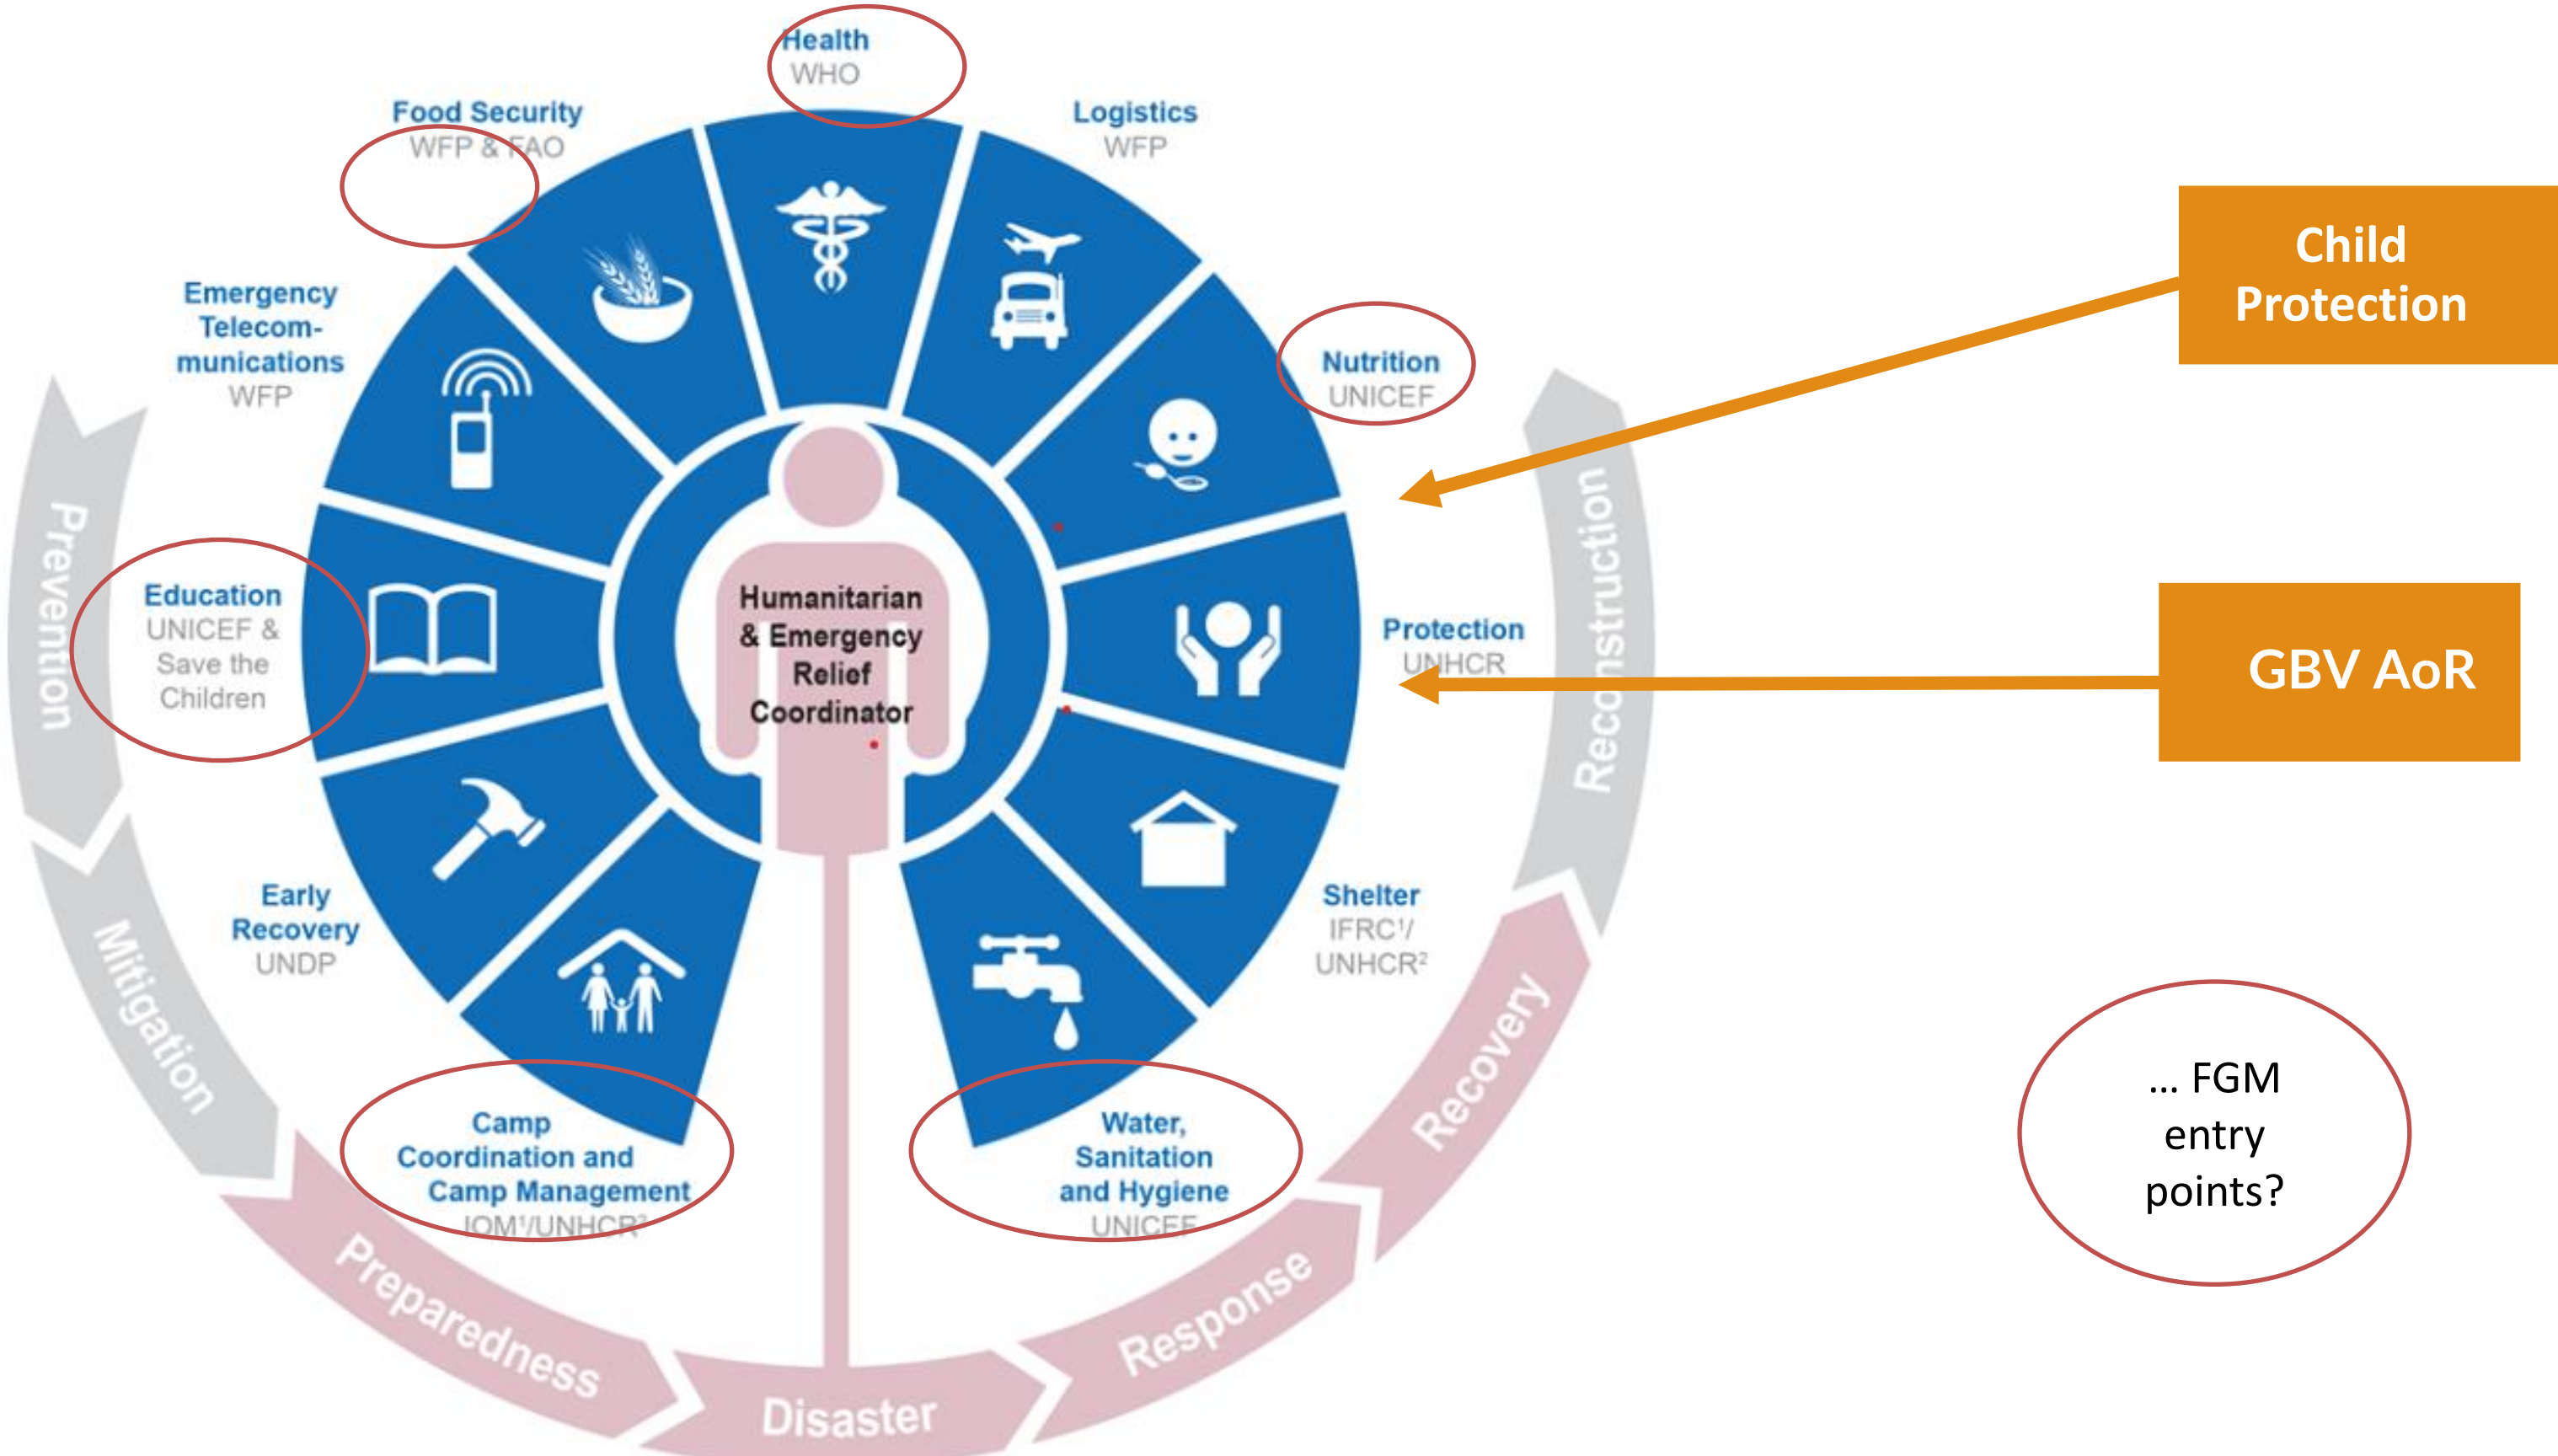 Health
WHO
Food Security
WFP & FAO
Logistics
WFP
Emergency
Telecom-
munications
WFP
Nutrition
UNICEF
Child
Protection
Education
UNICEF &
Save the
Children
Humanitarian
& Emergency
Relief
Coordinator
Protection
UNHCR
GBV AoR
Early
Recovery
UNDP
Shelter
IFRC¹/
UNHCR²
Camp
Coordination and
Camp Management
IOM¹/UNHCR²
Water,
Sanitation
and Hygiene
UNICEF
... FGM
entry
points?
Prevention
Mitigation
Preparedness
Disaster
Response
Recovery
Reconstruction